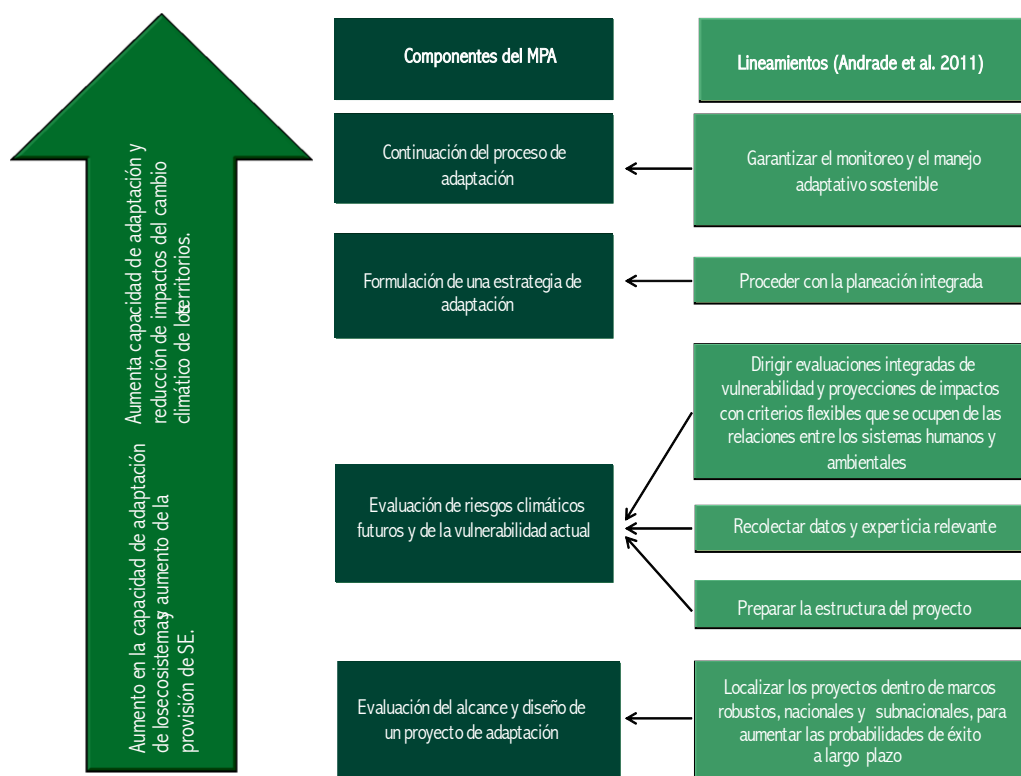 Componentes del MPA
Lineamientos (Andrade et al. 2011)
Continuación del proceso de
adaptación
Garantizar el monitoreo y el manejo
adaptativo sostenible
Formulación de una estrategia de
adaptación
Proceder con la planeación integrada
Dirigir evaluaciones integradas de
vulnerabilidad y proyecciones de impactos
con criterios flexibles que se ocupen de las
relaciones entre los sistemas humanos y
ambientales
Evaluación de riesgos climáticos
futuros y de la vulnerabilidad actual
Recolectar datos y experticia relevante
Preparar la estructura del proyecto
Evaluación del alcance y diseño de
un proyecto de adaptación
Localizar los proyectos dentro de marcos
robustos, nacionales y subnacionales, para
aumentar las probabilidades de éxito
a largo plazo
Aumenta capacidad de adaptación y
reducción de impactos del cambio
climático de los territorios.
Aumento en la capacidad de adaptación
de losecosistemas y aumento de la
provisión de SE.